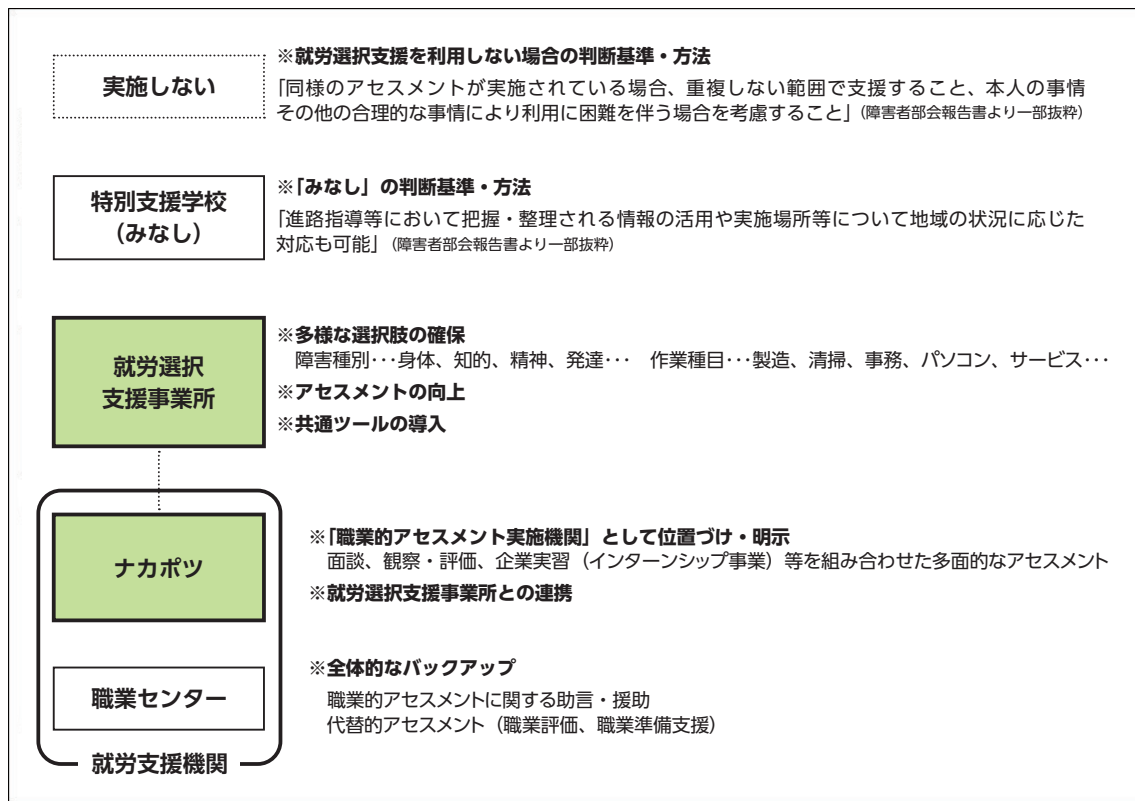 実施しない
※就労選択支援を利用しない場合の判断基準・方法
「同様のアセスメントが実施されている場合、重複しない範囲で支援すること、本人の事情
その他の合理的な事情により利用に困難を伴う場合を考慮すること」（障害者部会報告書より一部抜粋）
特別支援学校
（みなし）
※「みなし」の判断基準・方法
「進路指導等において把握・整理される情報の活用や実施場所等について地域の状況に応じた
対応も可能」（障害者部会報告書より一部抜粋）
就労選択
支援事業所
※多様な選択肢の確保
障害種別･･･身体、知的、精神、発達･･･　作業種目･･･製造、清掃、事務、パソコン、サービス･･･
※アセスメントの向上
※共通ツールの導入
ナカポツ
※「職業的アセスメント実施機関」として位置づけ・明示
面談、観察・評価、企業実習（インターンシップ事業）等を組み合わせた多面的なアセスメント
※就労選択支援事業所との連携
職業センター
※全体的なバックアップ
職業的アセスメントに関する助言・援助
代替的アセスメント（職業評価、職業準備支援）
就労支援機関